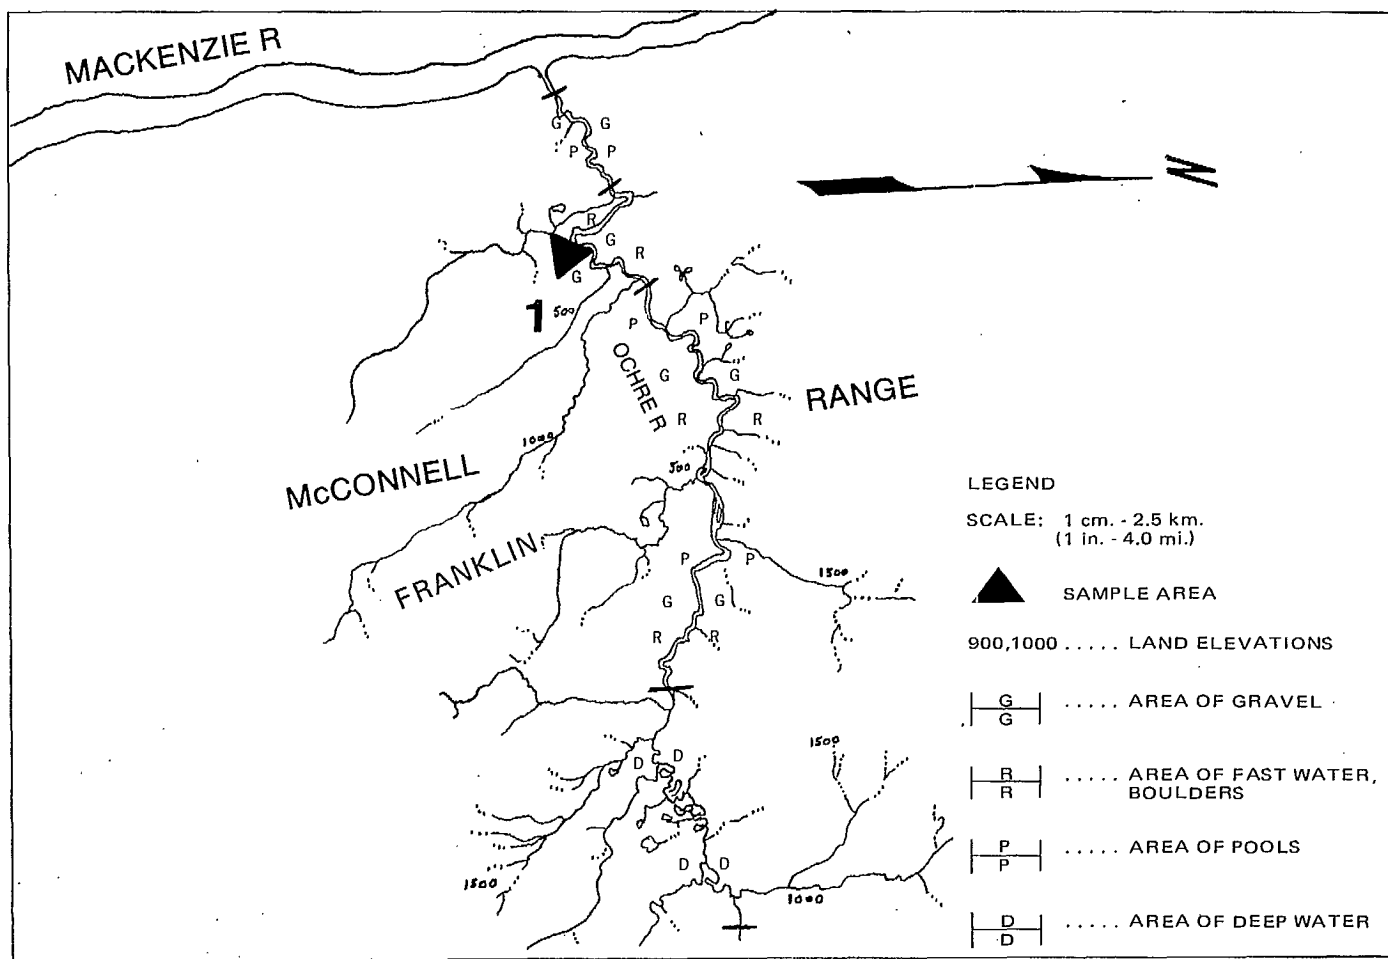 MACKENZIE R
G G
P P
N
R
G
R
G
1
500
P
P
OCHRE R
G
G
RANGE
R
R
1000
500
McCONNELL
LEGEND
SCALE: 1 cm. - 2.5 km.
(1 in. - 4.0 mi.)
FRANKLIN
P
P
1500
SAMPLE AREA
G
G
R
R
900,1000 ..... LAND ELEVATIONS
G
G
..... AREA OF GRAVEL
1500
D
D
R
R
..... AREA OF FAST WATER,
BOULDERS
P
P
..... AREA OF POOLS
D
D
1500
1000
D
D
..... AREA OF DEEP WATER